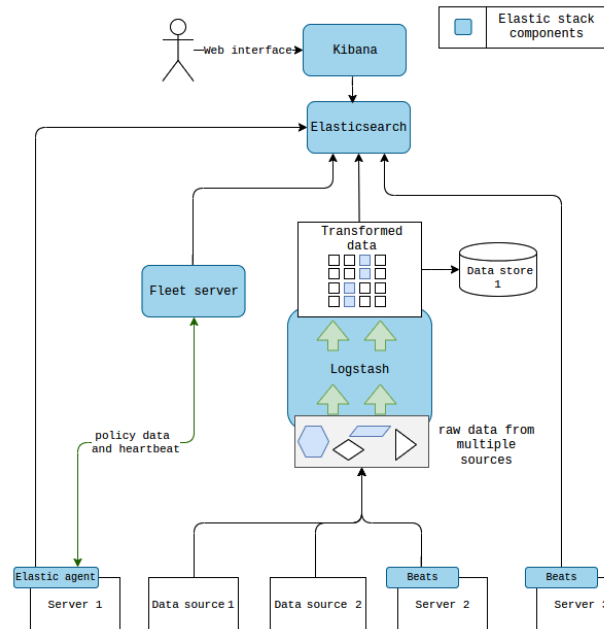 Elastic stack
components
Kibana
Web interface
Elasticsearch
Transformed
data
Data store
1
Fleet server
Logstash
policy data
and heartbeat
raw data from
multiple
sources
Elastic agent
Beats
Beats
Server 1
Data source 1
Data source 2
Server 2
Server 3